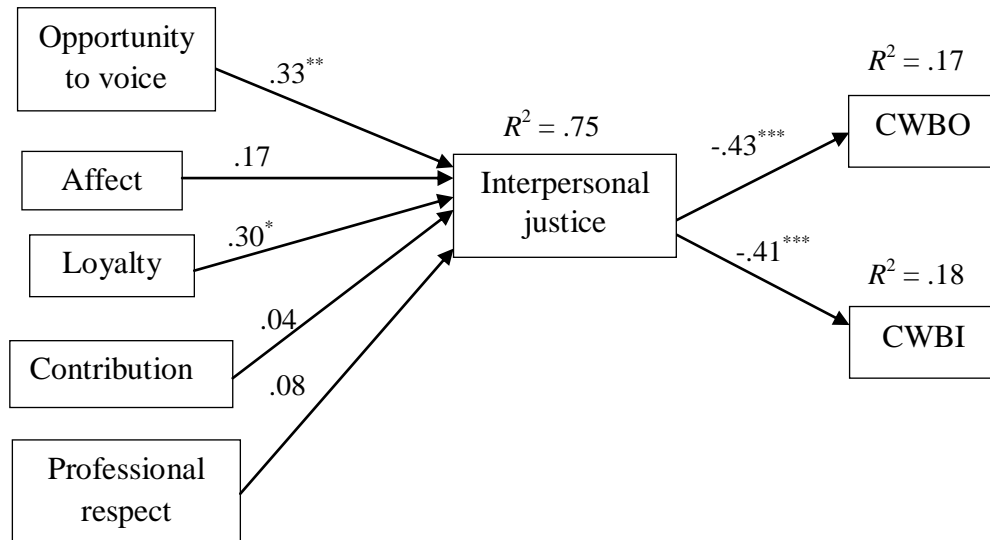 Opportunity
to voice
.33**
Affect
.17
Loyalty
.30*
Contribution
.04
Professional
respect
.08
R² = .75
Interpersonal
justice
-.43***
R² = .17
CWBO
-.41***
R² = .18
CWBI